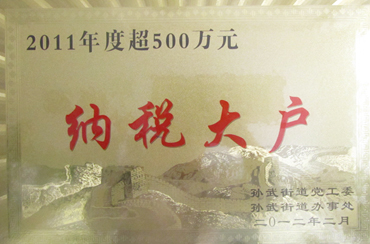 2011年度超500万元
纳税大户
孙武街道党工委
孙武街道办事处
二〇一二年二月